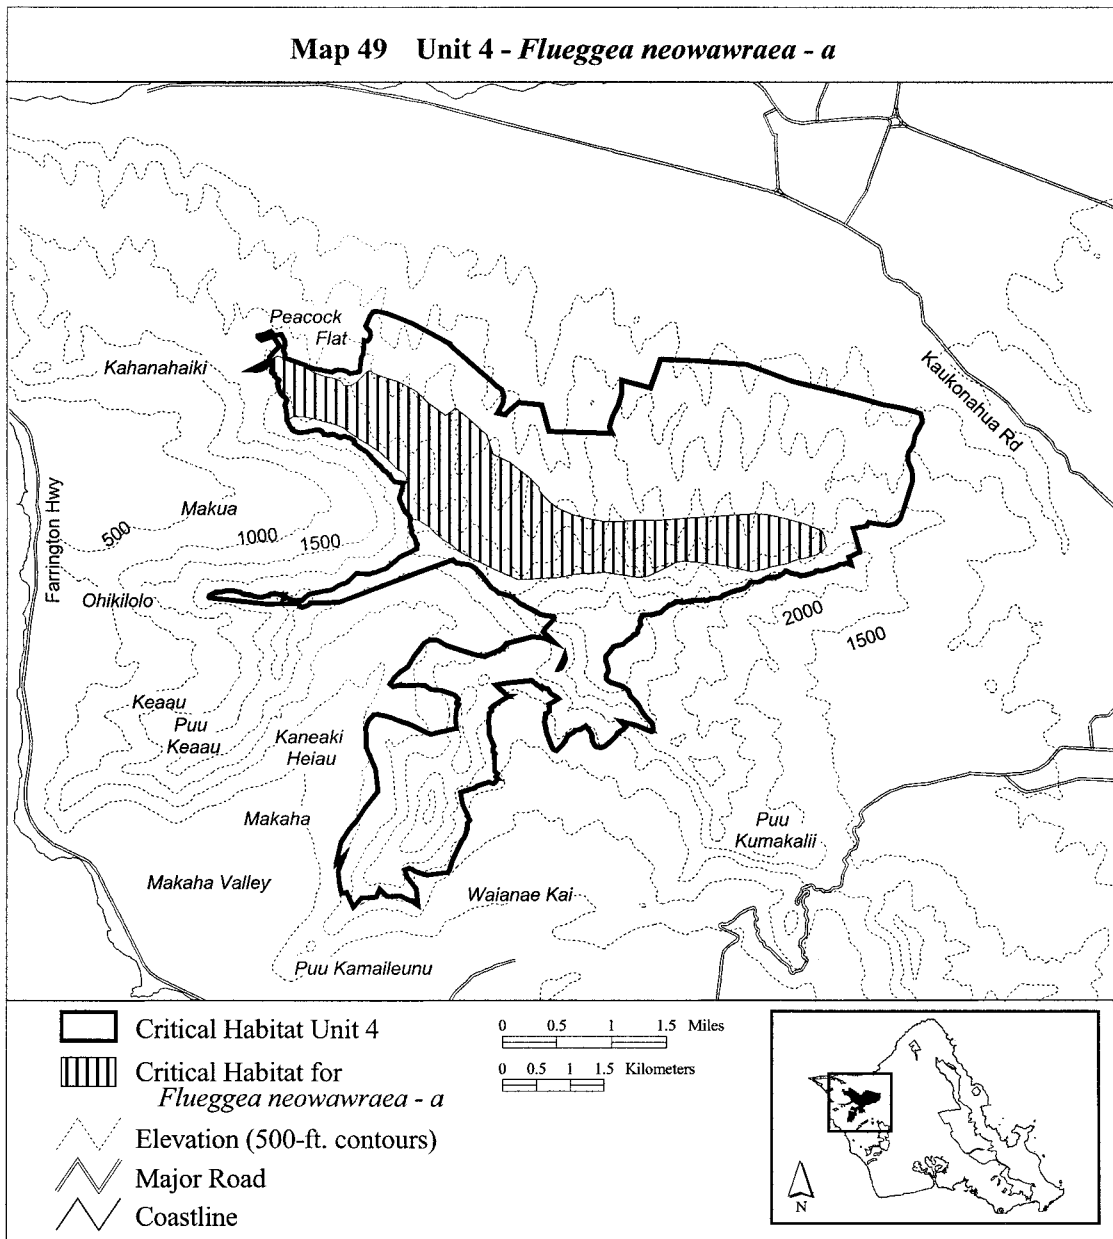 Map 49 Unit 4 - Flueggea neowawraea - a
Peacock
Flat
Kahanahaiki
Kaukonahua Rd
Farrington Hwy
Makua
500
1000
1500
Ohikilolo
2000
1500
Keaau
Puu
Keaau
Kaneaki
Heiau
Makaha
Puu
Kumakalii
Makaha Valley
Waianae Kai
Puu Kamaileunu
Critical Habitat Unit 4
Critical Habitat for
Flueggea neowawraea - a
Elevation (500-ft. contours)
Major Road
Coastline
0 0.5 1 1.5 Miles
0 0.5 1 1.5 Kilometers
N